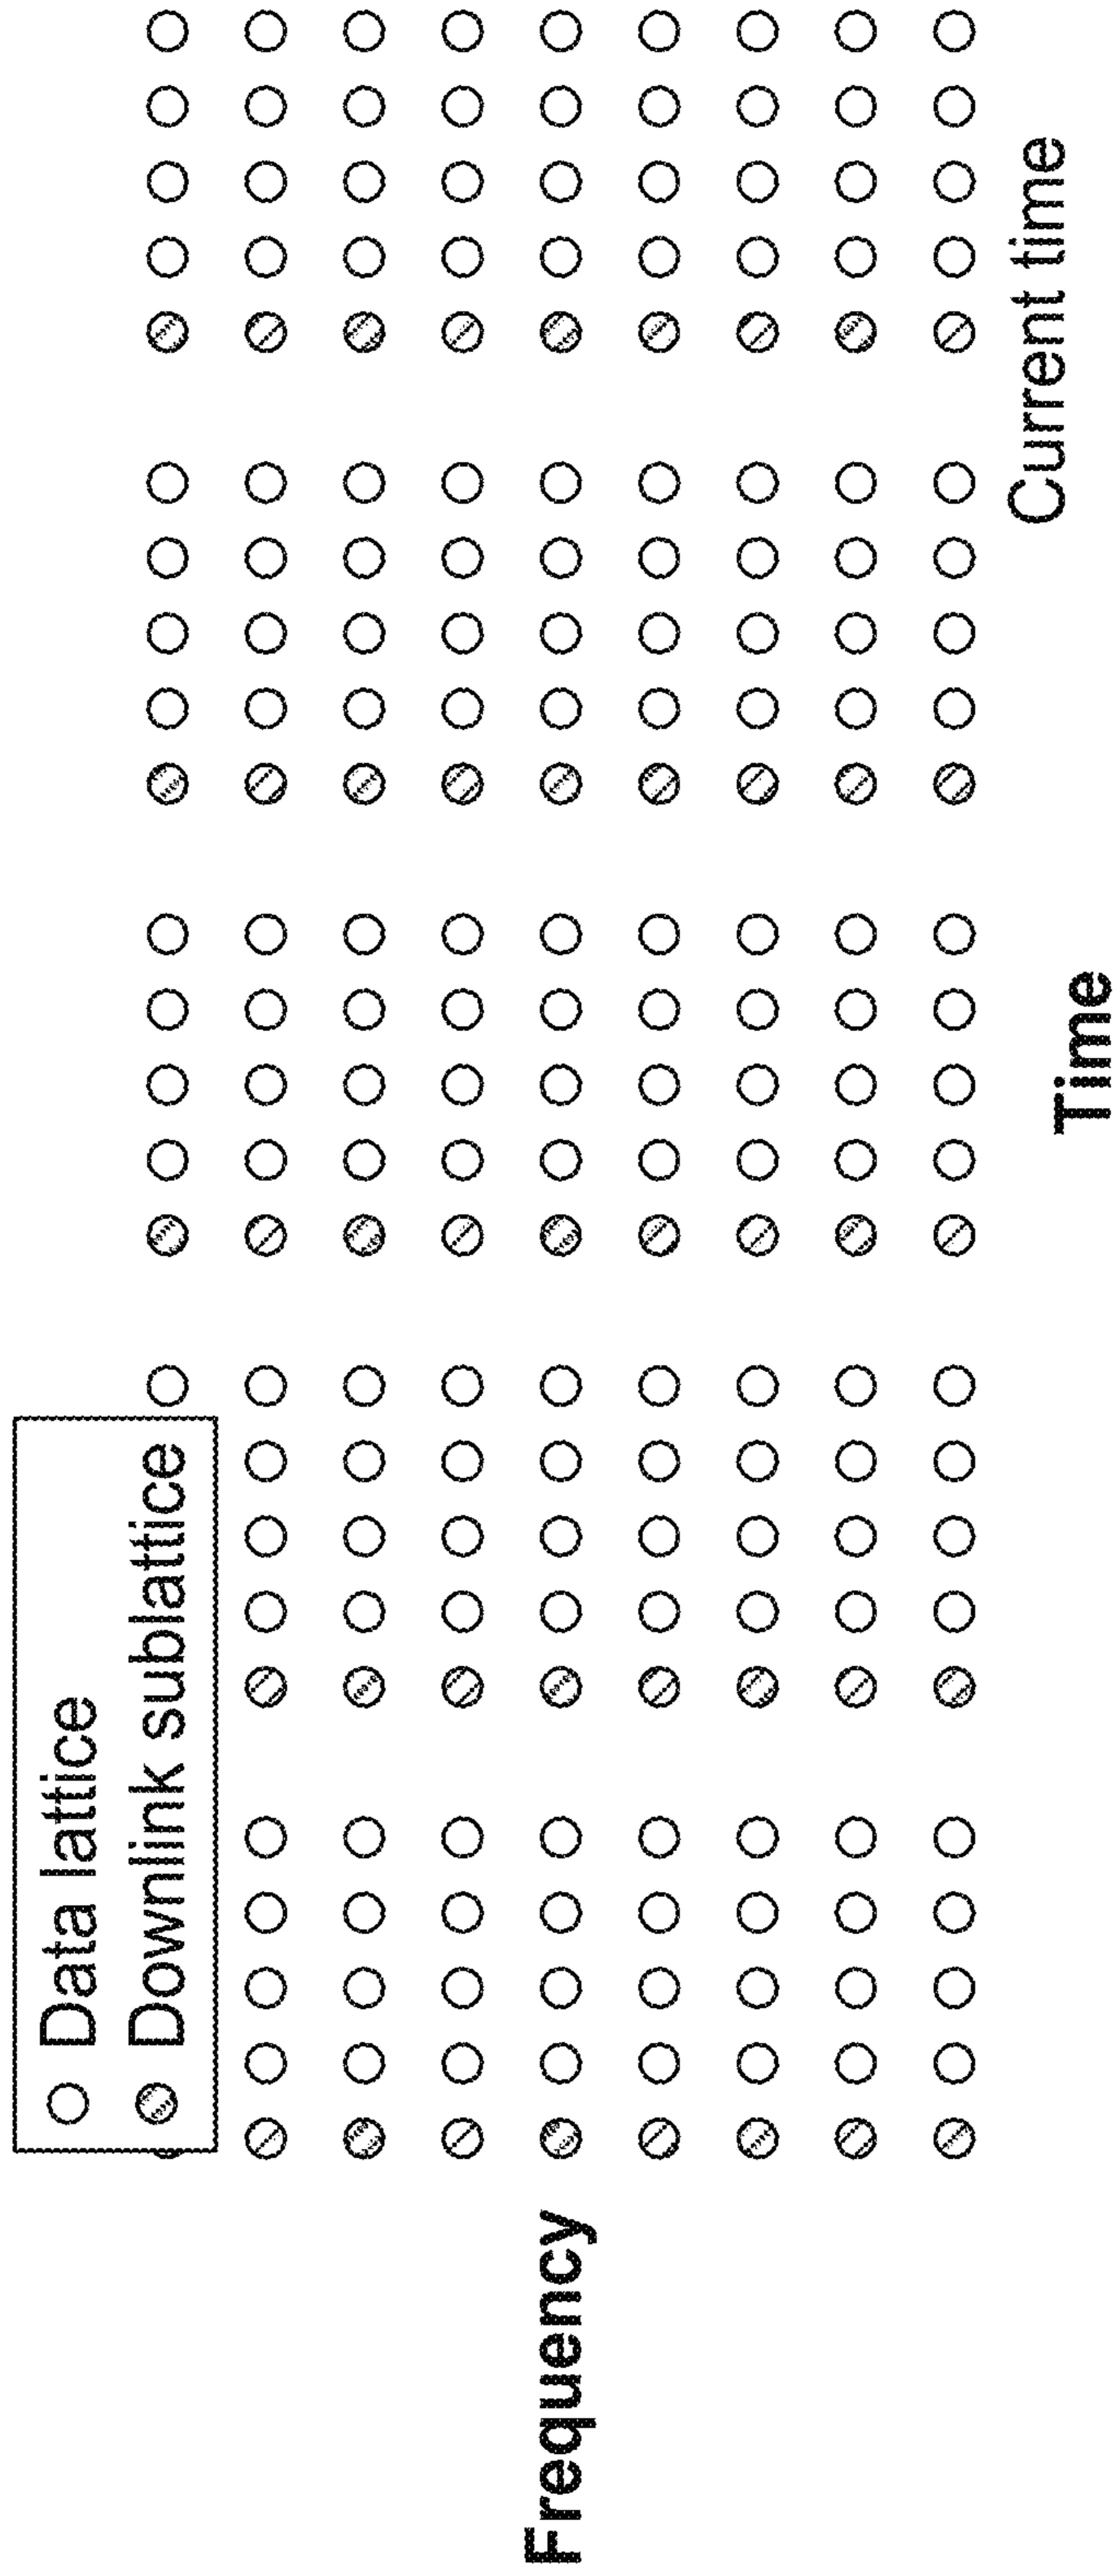 Data lattice
Downlink sublattice
Frequency
Current time
Time